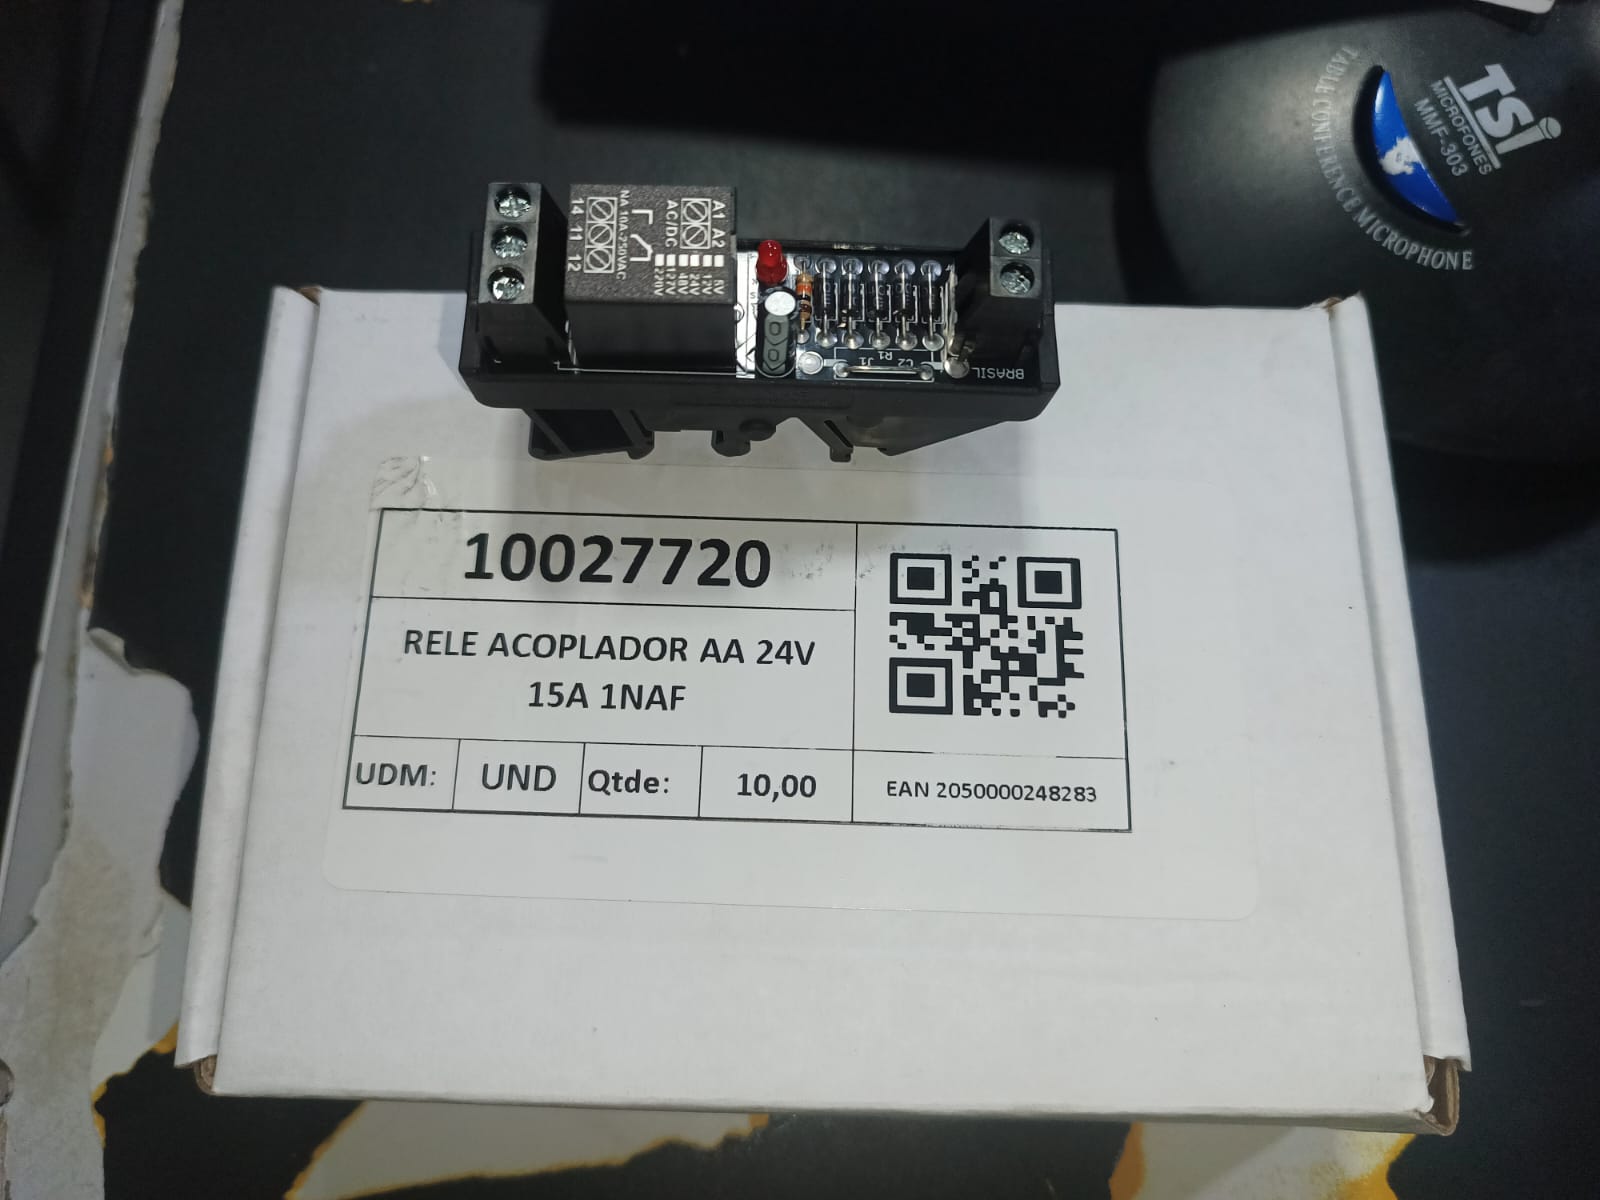 TSi
MICROFONES
MMF-303
TABLE CONFERENCE MICROPHONE
A1 A2
AC/DC
6V
12V
24V
48V
127V
220V
NA 10A-250VAC
14 11 12
J1
R1
C2
BRASIL
10027720
RELE ACOPLADOR AA 24V
15A 1NAF
UDM:
UND
Qtde:
10,00
EAN 2050000248283